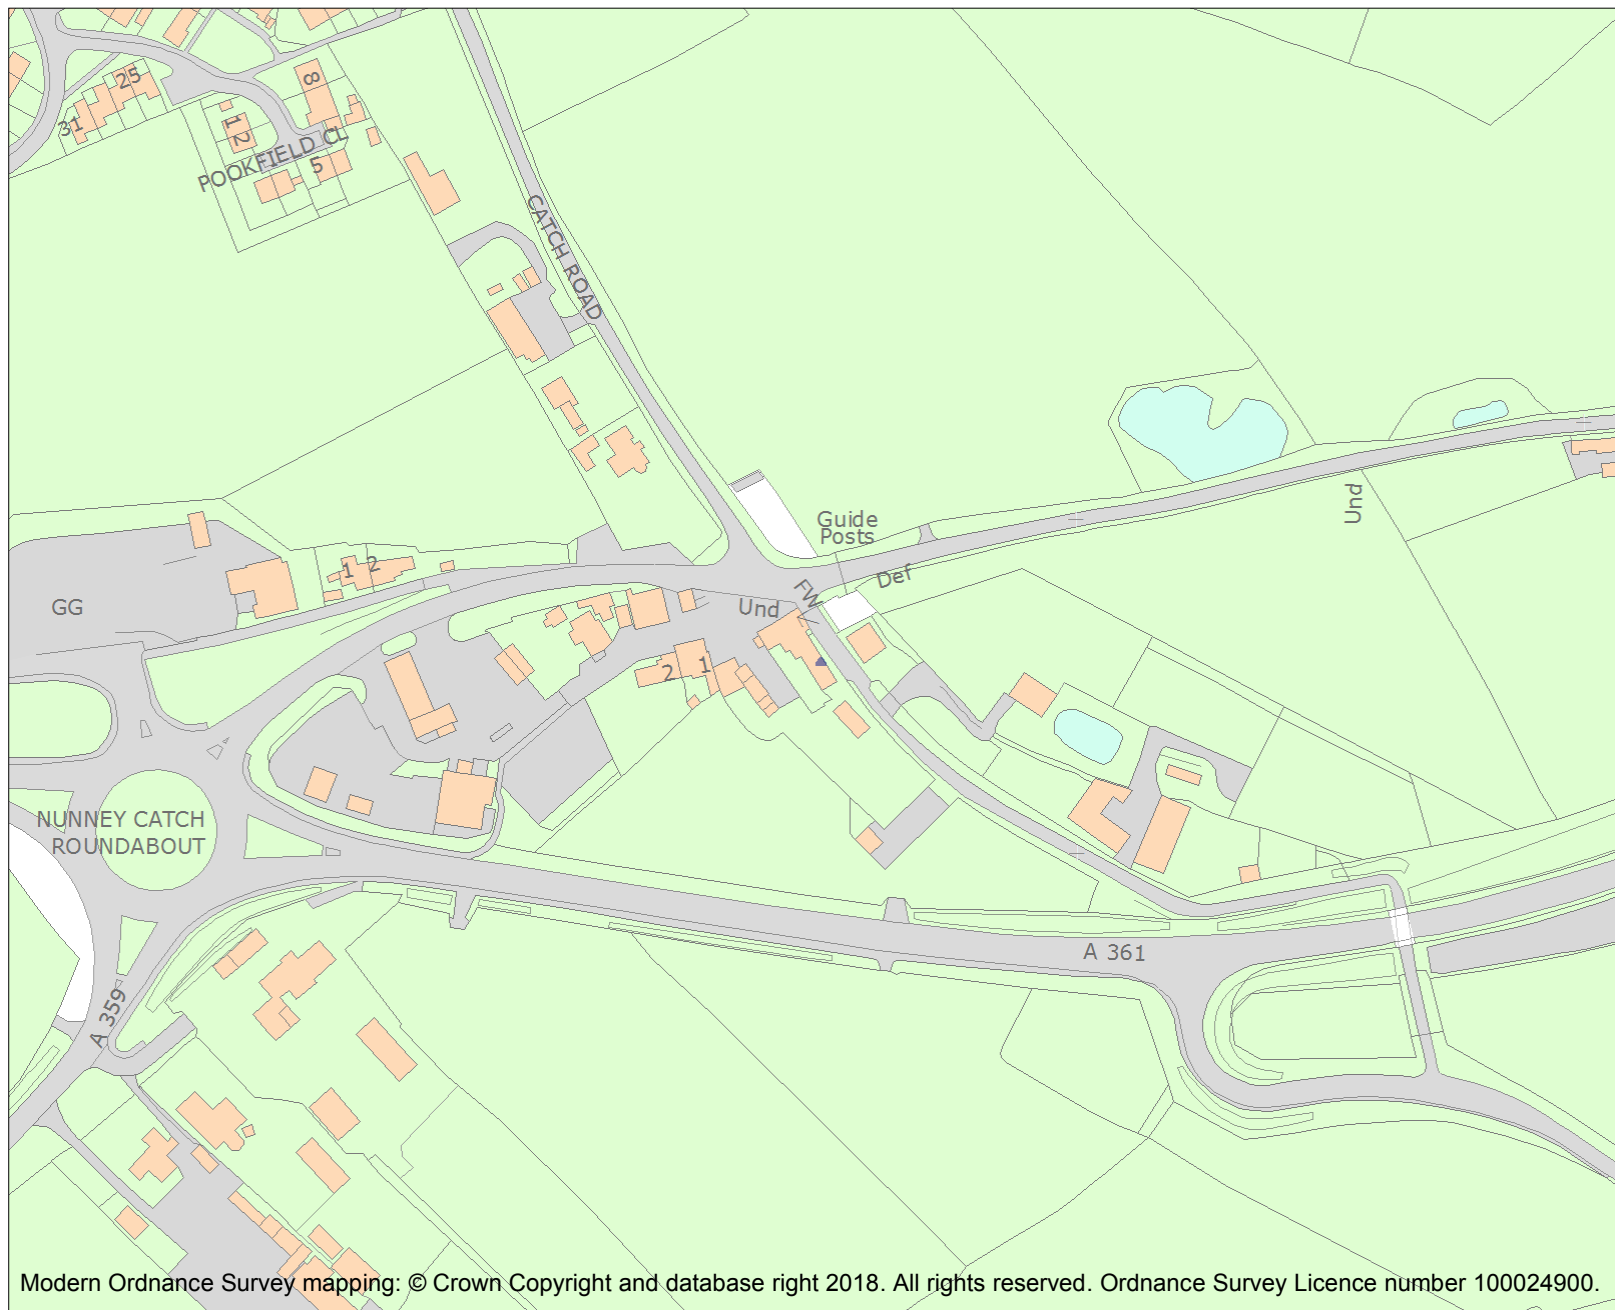 25
8
31
12
POOKFIELD CL
5
CATCH ROAD
Und
Guide
Posts
Def
1 2
FW
GG
Und
2 1
NUNNEY CATCH
ROUNDABOUT
A 361
A 359
Modern Ordnance Survey mapping: © Crown Copyright and database right 2018. All rights reserved. Ordnance Survey Licence number 100024900.